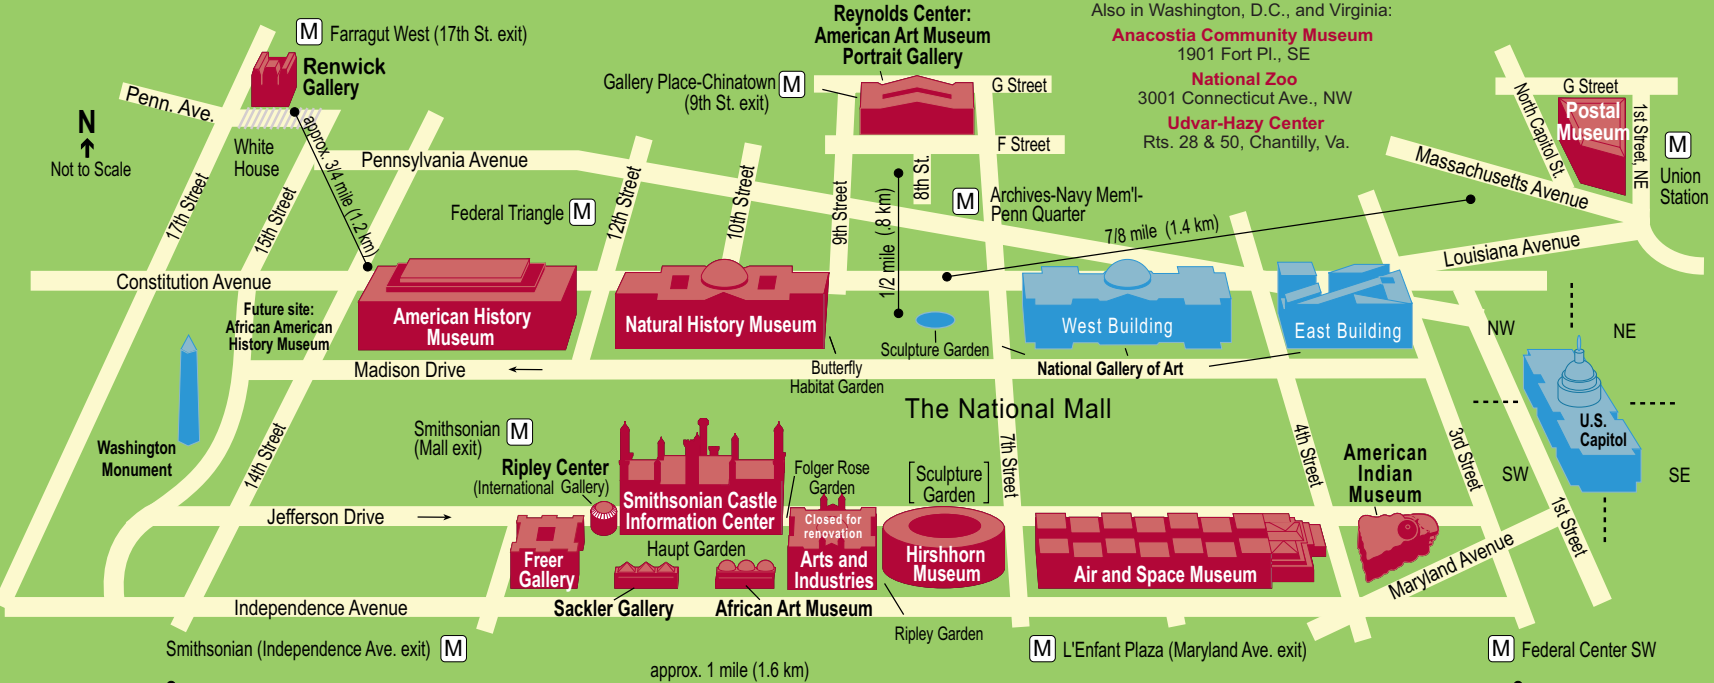 M Farragut West (17th St. exit)
Renwick
Gallery
Penn. Ave.
N
Not to Scale
White
House
approx. 3/4 mile (1.2 km)
Pennsylvania Avenue
17th Street
15th Street
Federal Triangle M
12th Street
10th Street
Reynolds Center:
American Art Museum
Portrait Gallery
Gallery Place-Chinatown M
(9th St. exit)
G Street
F Street
9th Street
8th St.
1/2 mile (.8 km)
M Archives-Navy Mem'l-
Penn Quarter
7/8 mile (1.4 km)
Also in Washington, D.C., and Virginia:
Anacostia Community Museum
1901 Fort Pl., SE
National Zoo
3001 Connecticut Ave., NW
Udvar-Hazy Center
Rts. 28 & 50, Chantilly, Va.
G Street
North Capitol St.
Postal
Museum
1st Street, NE
M
Union
Station
Massachusetts Avenue
Louisiana Avenue
Constitution Avenue
Future site:
African American
History Museum
American History
Museum
Natural History Museum
Sculpture Garden
West Building
East Building
National Gallery of Art
Butterfly
Habitat Garden
Madison Drive
The National Mall
NW
NE
SW
SE
U.S.
Capitol
Washington
Monument
14th Street
Smithsonian
(Mall exit)
M
Ripley Center
(International Gallery)
Smithsonian Castle
Information Center
Folger Rose
Garden
Sculpture
Garden
7th Street
4th Street
3rd Street
1st Street
American
Indian
Museum
Jefferson Drive
Freer
Gallery
Haupt Garden
Closed for
renovation
Arts and
Industries
Hirshhorn
Museum
Air and Space Museum
Maryland Avenue
Independence Avenue
Sackler Gallery
African Art Museum
Ripley Garden
Smithsonian (Independence Ave. exit) M
M L'Enfant Plaza (Maryland Ave. exit)
M Federal Center SW
approx. 1 mile (1.6 km)